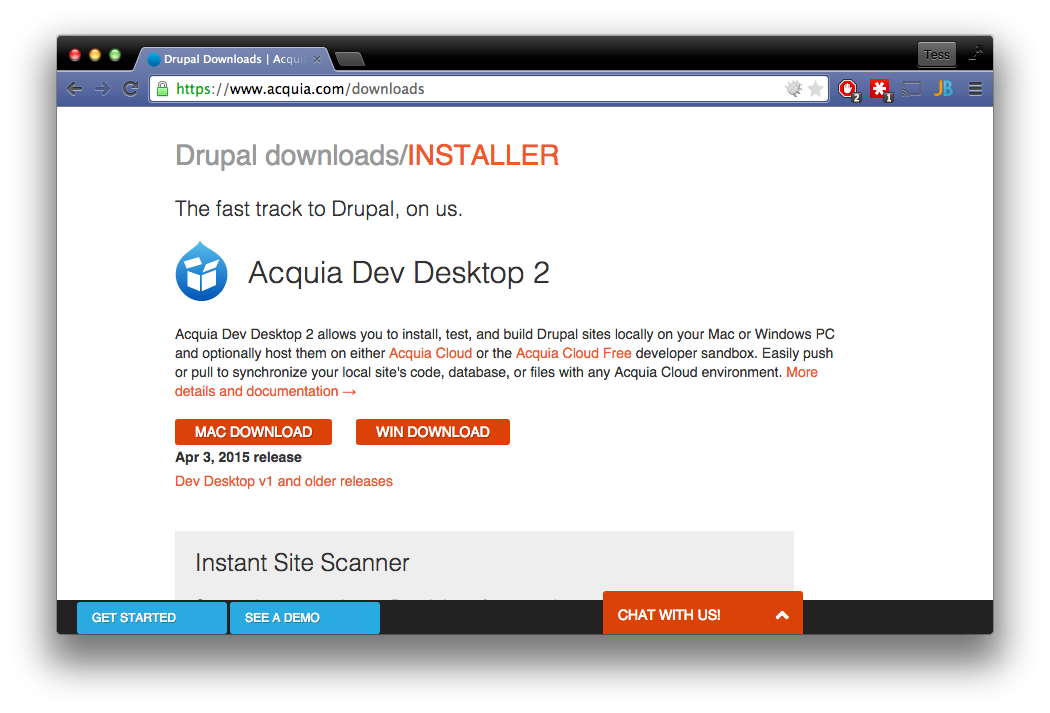 Drupal Downloads | Acqui
Tess
https://www.acquia.com/downloads
2
1
JB
Drupal downloads/INSTALLER
The fast track to Drupal, on us.
Acquia Dev Desktop 2
Acquia Dev Desktop 2 allows you to install, test, and build Drupal sites locally on your Mac or Windows PC
and optionally host them on either Acquia Cloud or the Acquia Cloud Free developer sandbox. Easily push
or pull to synchronize your local site's code, database, or files with any Acquia Cloud environment. More
details and documentation →
MAC DOWNLOAD WIN DOWNLOAD
Apr 3, 2015 release
Dev Desktop v1 and older releases
Instant Site Scanner
GET STARTED SEE A DEMO CHAT WITH US!